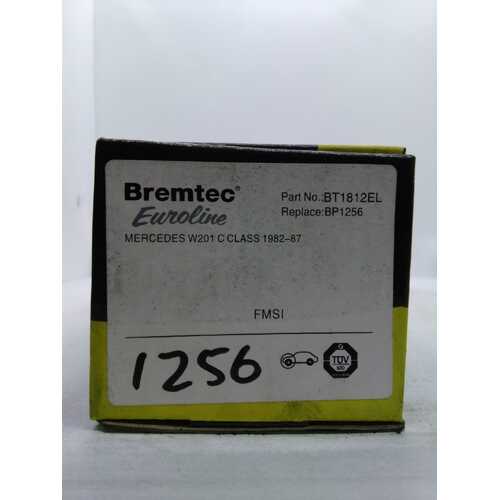 Bremtec®
Euroline
Part No.:BT1812EL
Replace:BP1256
MERCEDES W201 C CLASS 1982-87
FMSI
1256
TÜV